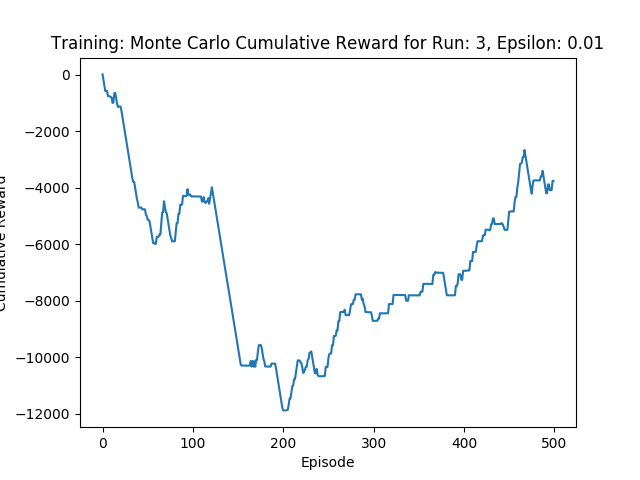 Training: Monte Carlo Cumulative Reward for Run: 3, Epsilon: 0.01
0
−2000
−4000
−6000
−8000
−10000
−12000
Cumulative Reward
0 100 200 300 400 500
Episode